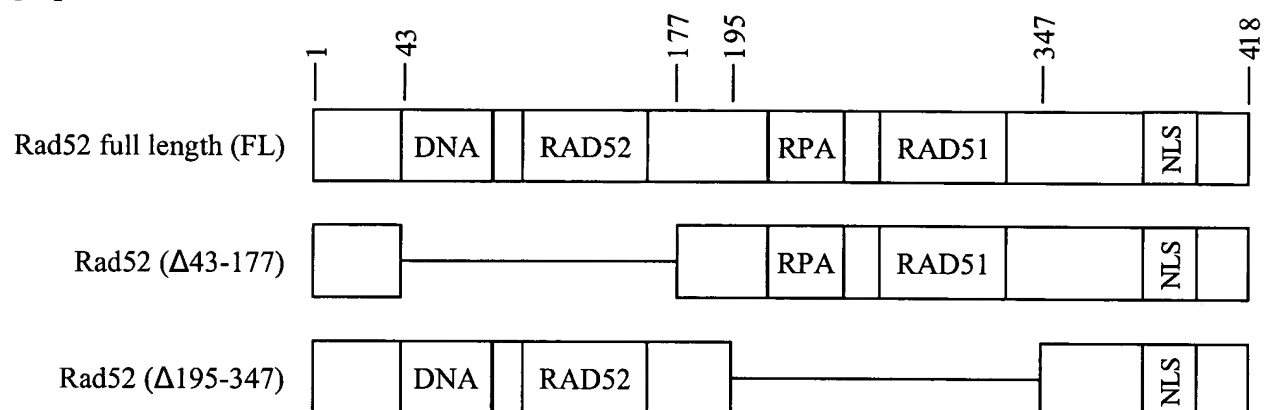 1 43 177 195 347 418
Rad52 full length (FL) DNA RAD52 RPA RAD51 NLS
Rad52 (Δ43-177) RPA RAD51 NLS
Rad52 (Δ195-347) DNA RAD52 NLS